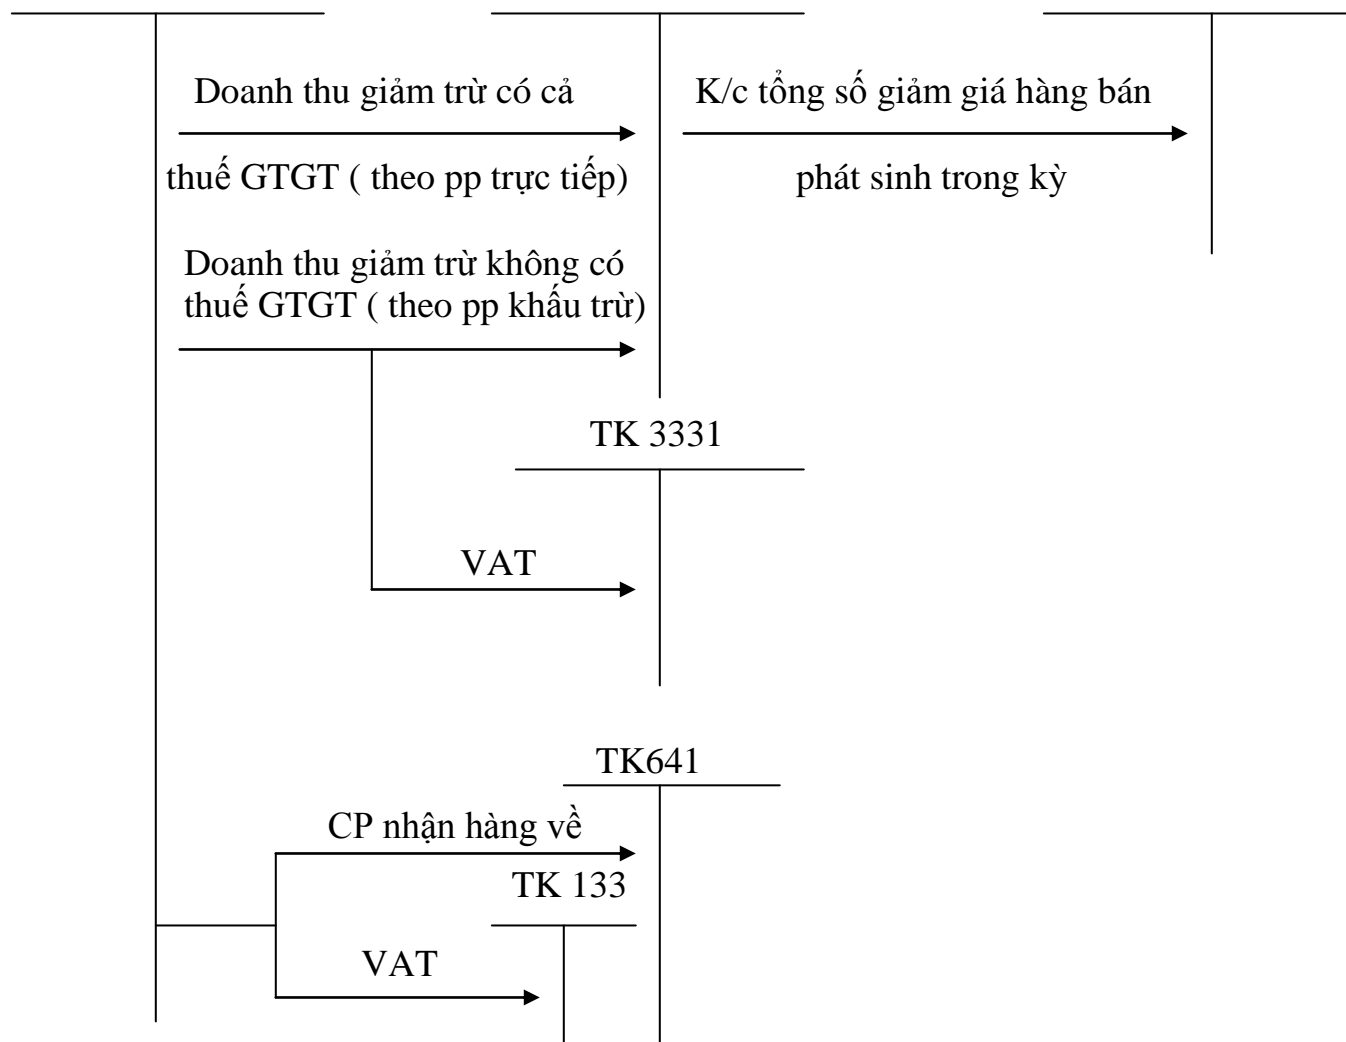 Doanh thu giảm trừ có cả
K/c tổng số giảm giá hàng bán
thuế GTGT ( theo pp trực tiếp)
phát sinh trong kỳ
Doanh thu giảm trừ không có
thuế GTGT ( theo pp khấu trừ)
TK 3331
VAT
TK641
CP nhận hàng về
TK 133
VAT